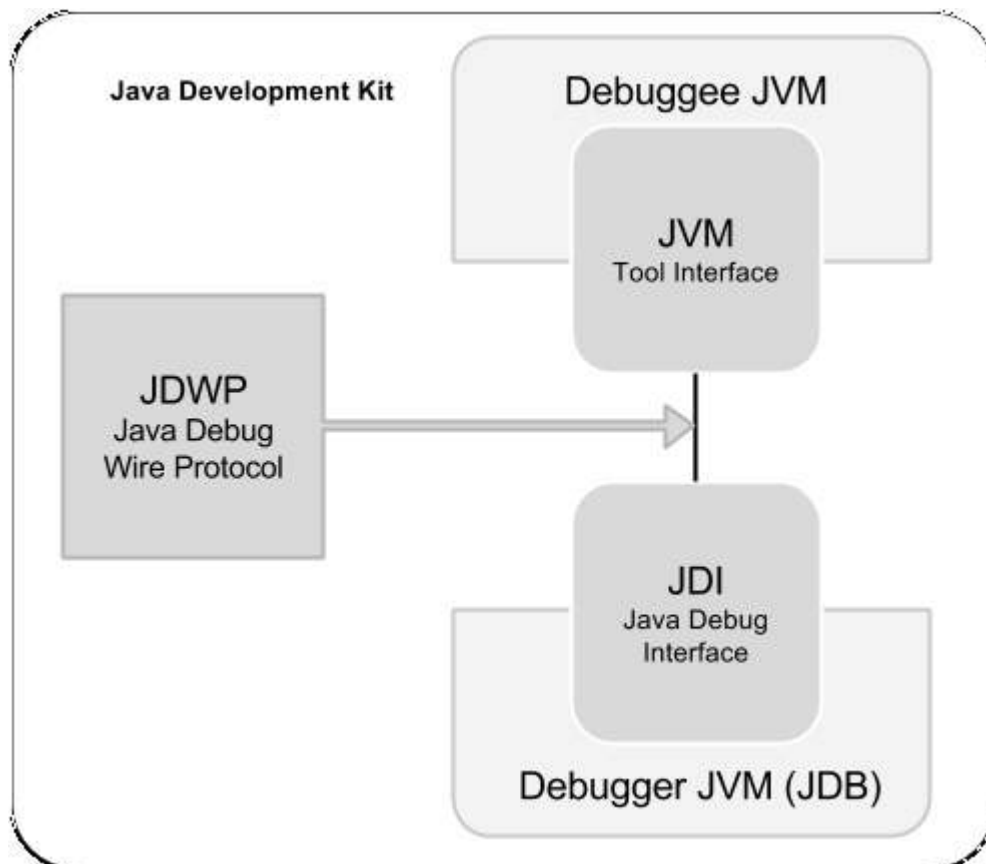 Java Development Kit
Debuggee JVM
JVM
Tool Interface
JDWP
Java Debug
Wire Protocol
JDI
Java Debug
Interface
Debugger JVM (JDB)